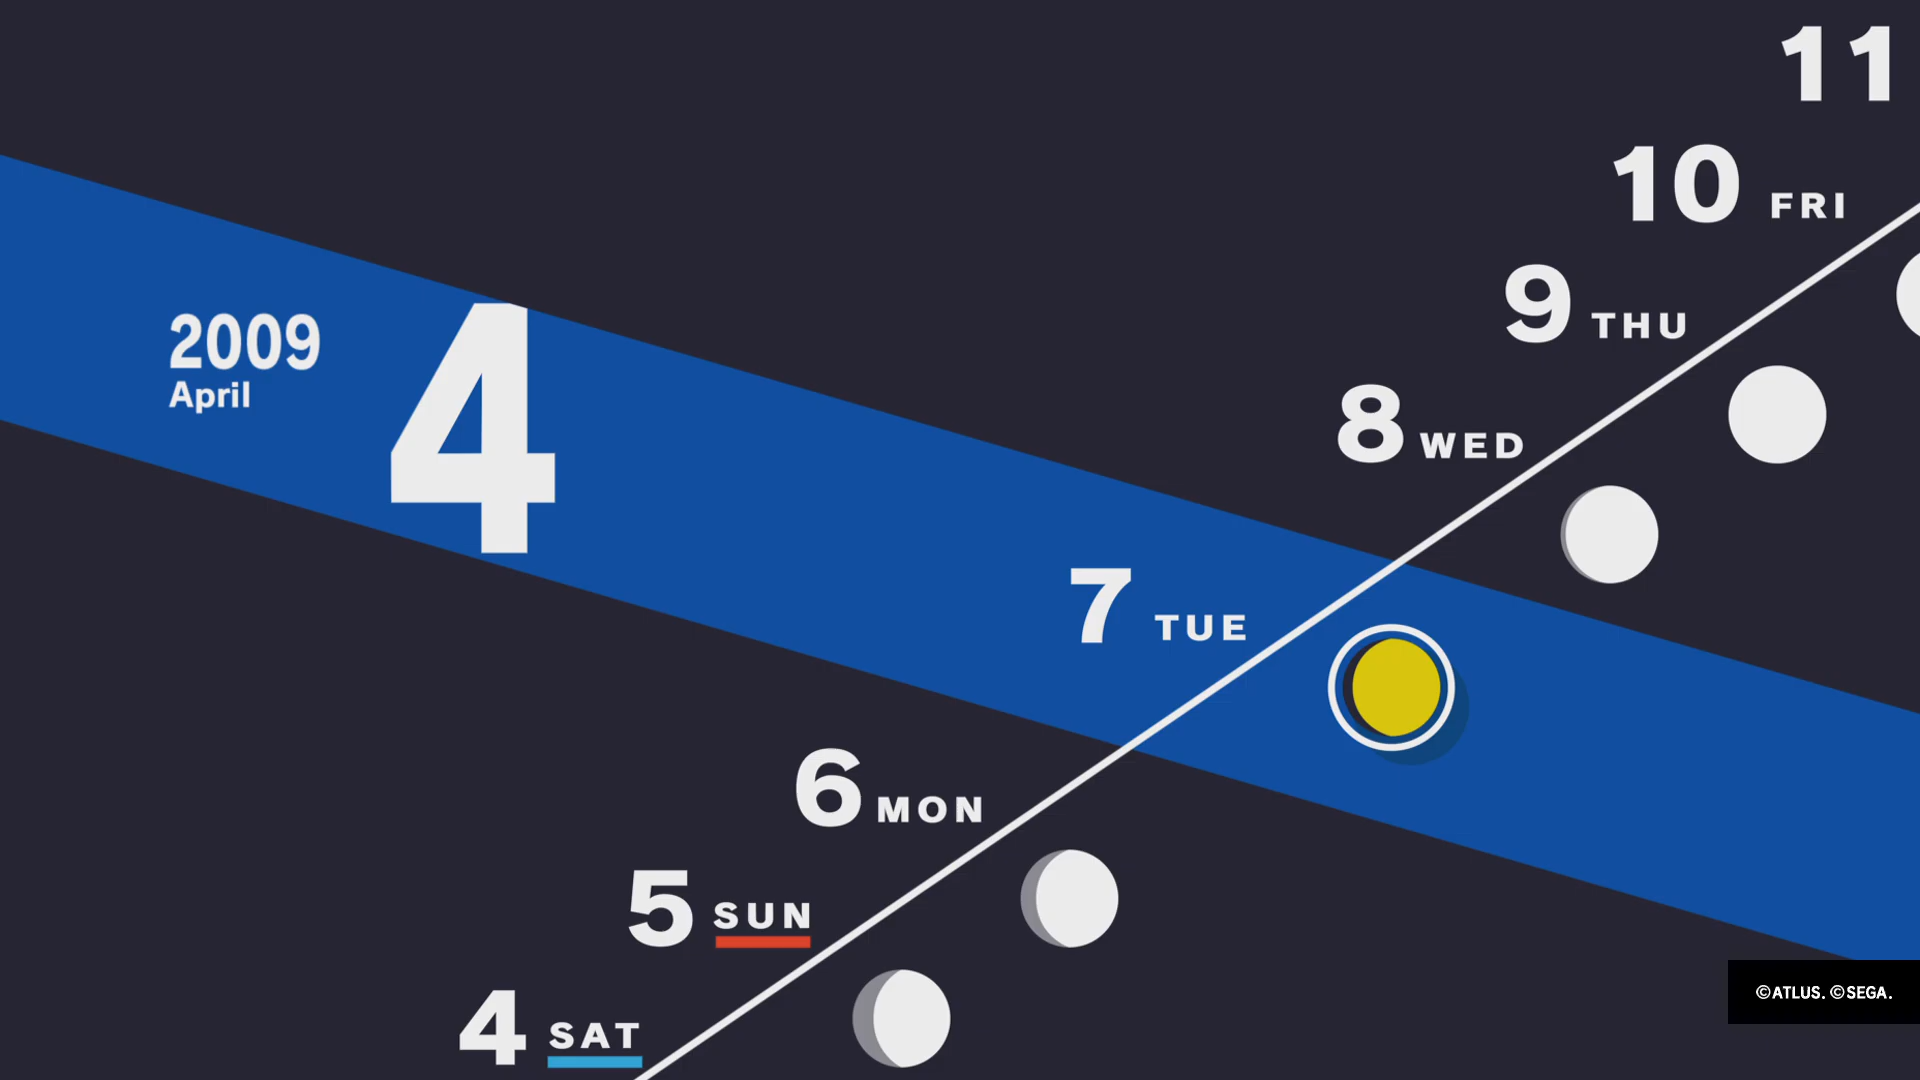 11
10 FRI
9 THU
2009
April
4
8 WED
7 TUE
6 MON
5 SUN
4 SAT
©ATLUS. ©SEGA.